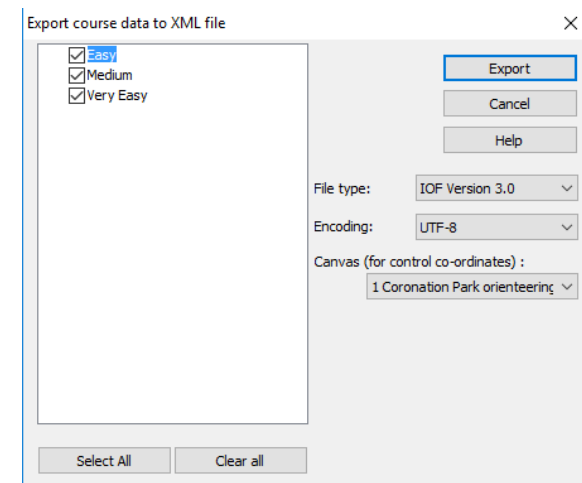 Export course data to XML file
Easy
Medium
Very Easy
Export
Cancel
Help
File type: IOF Version 3.0
Encoding: UTF-8
Canvas (for control co-ordinates) :
1 Coronation Park orienteering
Select All Clear all